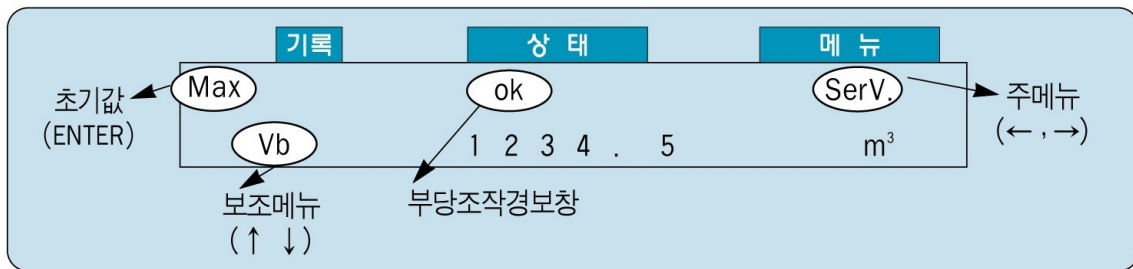 기록 상 태 메 뉴
Max ok SerV.
초기값
(ENTER)
주메뉴
(← , →)
Vb 1 2 3 4 . 5 m³
보조메뉴
(↑ ↓)
부당조작경보창